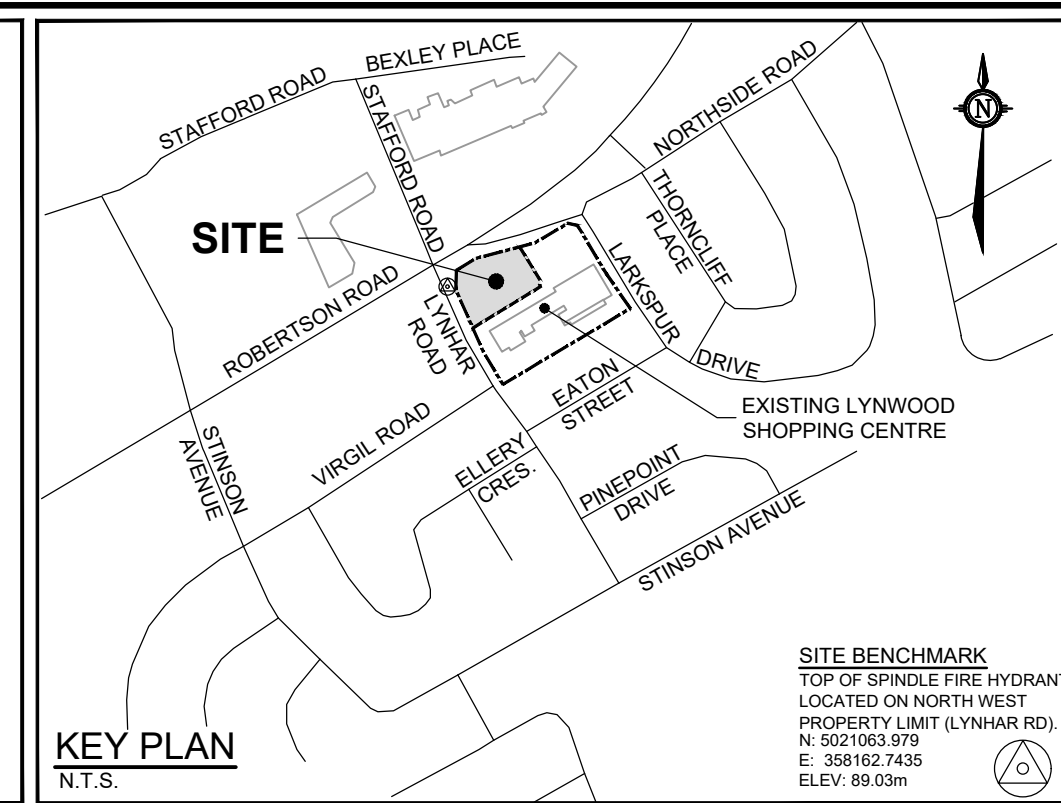 BEXLEY PLACE
STAFFORD ROAD
STAFFORD ROAD
NORTHSIDE ROAD
N
THORNCLIFF
PLACE
SITE
LARKSPUR
DRIVE
ROBERTSON ROAD
LYNHAR
ROAD
EATON
STREET
EXISTING LYNWOOD
SHOPPING CENTRE
VIRGIL ROAD
STINSON
AVENUE
ELLERY
CRES.
PINEPOINT
DRIVE
STINSON AVENUE
SITE BENCHMARK
TOP OF SPINDLE FIRE HYDRANT
LOCATED ON NORTH WEST
PROPERTY LIMIT (LYNHAR RD).
N: 5021063.979
E: 358162.7435
ELEV: 89.03m
KEY PLAN
N.T.S.